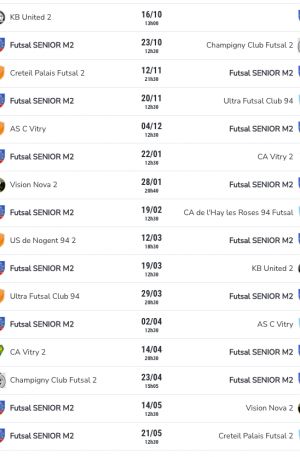 KB United 2 16/10
13h00
Futsal SENIOR M2 23/10 Champigny Club Futsal 2
12h30
Creteil Palais Futsal 2 12/11 Futsal SENIOR M2
21h30
Futsal SENIOR M2 20/11 Ultra Futsal Club 94
12h30
AS C Vitry 04/12 Futsal SENIOR M2
12h30
Futsal SENIOR M2 22/01 CA Vitry 2
12h30
Vision Nova 2 28/01 Futsal SENIOR M2
20h40
Futsal SENIOR M2 19/02 CA de l'Hay les Roses 94 Futsal
12h30
US de Nogent 94 2 12/03 Futsal SENIOR M2
18h30
Futsal SENIOR M2 19/03 KB United 2
12h30
Ultra Futsal Club 94 29/03 Futsal SENIOR M2
20h30
Futsal SENIOR M2 02/04 AS C Vitry
12h30
CA Vitry 2 14/04 Futsal SENIOR M2
20h30
Champigny Club Futsal 2 23/04 Futsal SENIOR M2
15h05
Futsal SENIOR M2 14/05 Vision Nova 2
12h30
Futsal SENIOR M2 21/05 Creteil Palais Futsal 2
12h30